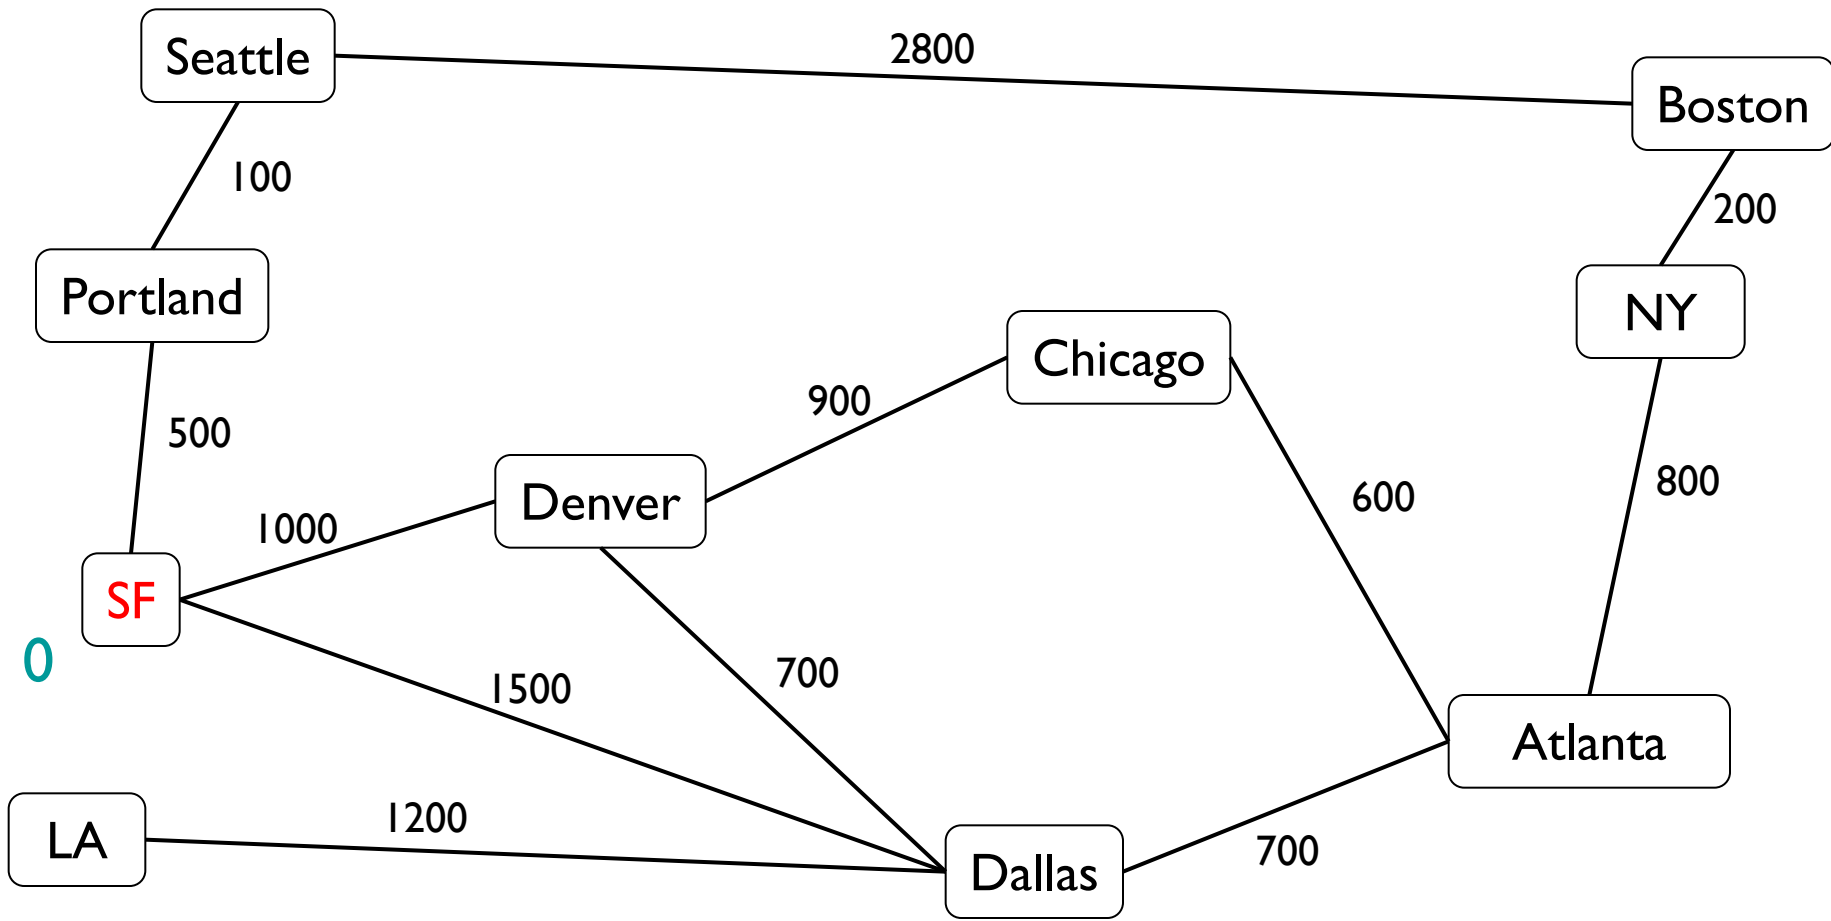 Seattle
2800
Boston
100
200
Portland
NY
Chicago
900
500
Denver
800
600
1000
SF
0
700
1500
Atlanta
LA
1200
Dallas
700